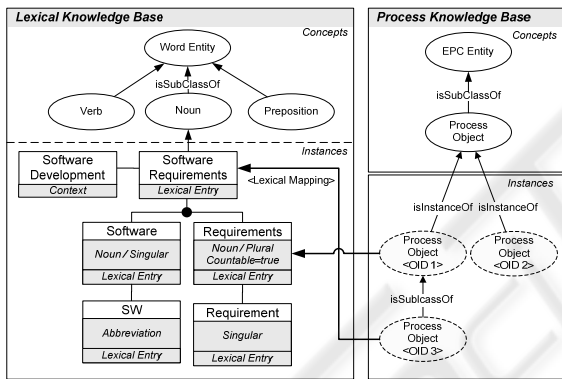 Lexical Knowledge Base
Concepts
Word Entity
isSubClassOf
Verb
Noun
Preposition
Instances
Software
Development
Context
Software
Requirements
Lexical Entry
<Lexical Mapping>
Software
Noun/Singular
Lexical Entry
Requirements
Noun/Plural
Countable=true
Lexical Entry
SW
Abbreviation
Lexical Entry
Requirement
Singular
Lexical Entry
Process Knowledge Base
Concepts
EPC Entity
isSubClassOf
Process
Object
Instances
isInstanceOf
isInstanceOf
Process
Object
<OID 1>
Process
Object
<OID 2>
isSublcassOf
Process
Object
<OID 3>